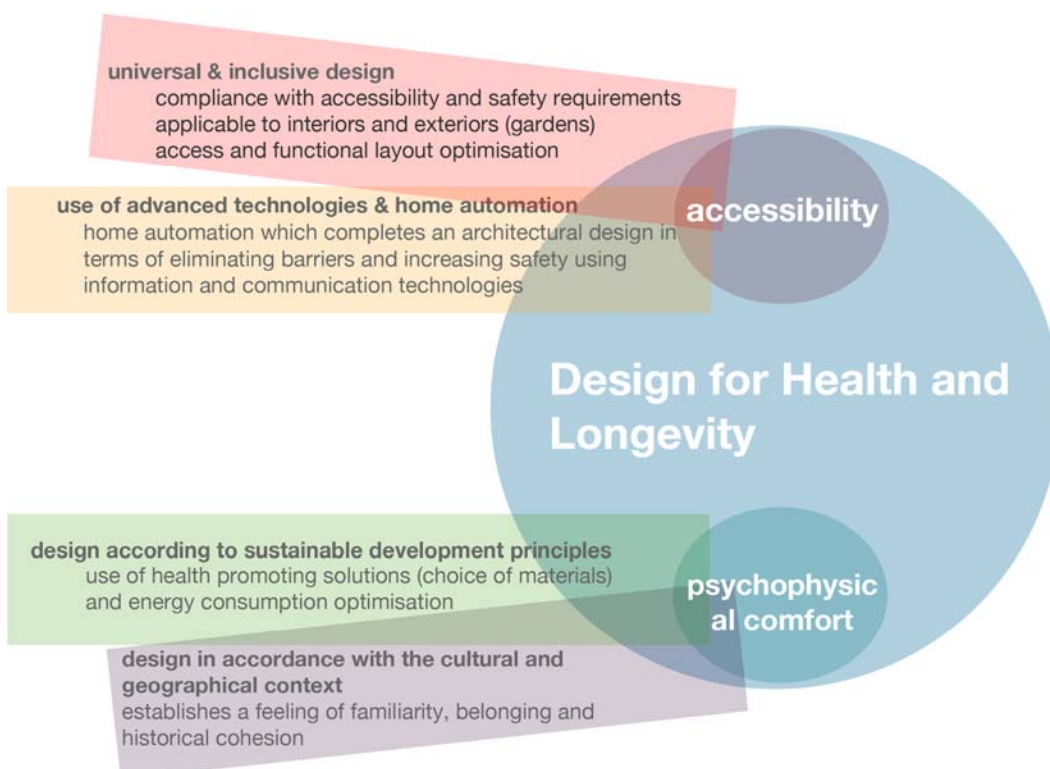 universal & inclusive design
compliance with accessibility and safety requirements
applicable to interiors and exteriors (gardens)
access and functional layout optimisation
use of advanced technologies & home automation
home automation which completes an architectural design in
terms of eliminating barriers and increasing safety using
information and communication technologies
accessibility
Design for Health and
Longevity
design according to sustainable development principles
use of health promoting solutions (choice of materials)
and energy consumption optimisation
psychophysic
al comfort
design in accordance with the cultural and
geographical context
establishes a feeling of familiarity, belonging and
historical cohesion